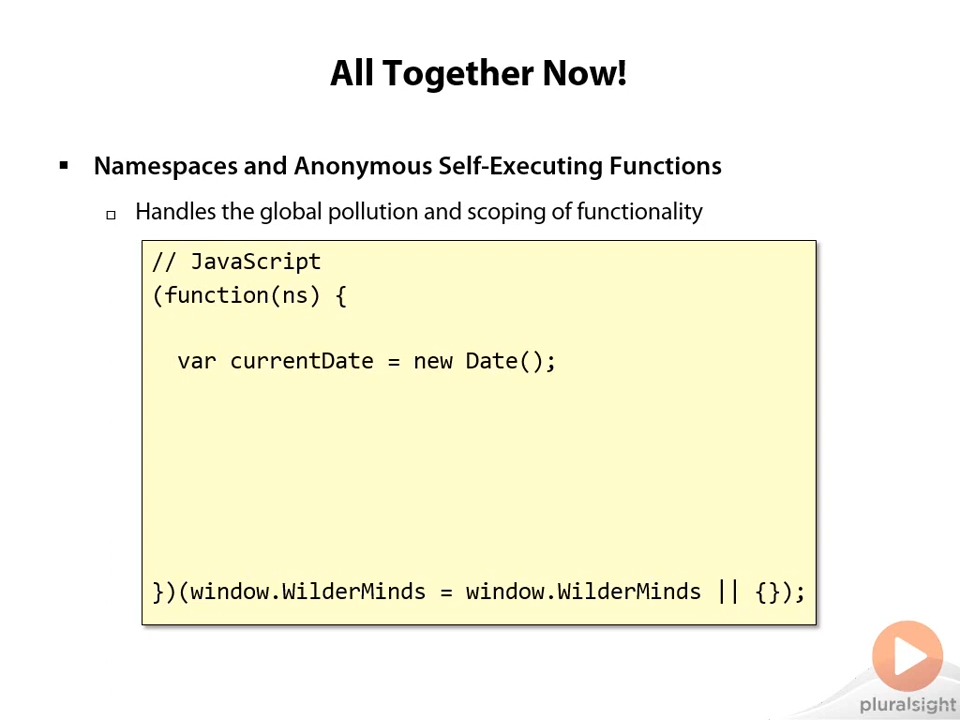 All Together Now!
Namespaces and Anonymous Self-Executing Functions
Handles the global pollution and scoping of functionality
// JavaScript
(function(ns) {
var currentDate = new Date();
})(window.WilderMinds = window.WilderMinds || {});
pluralsight